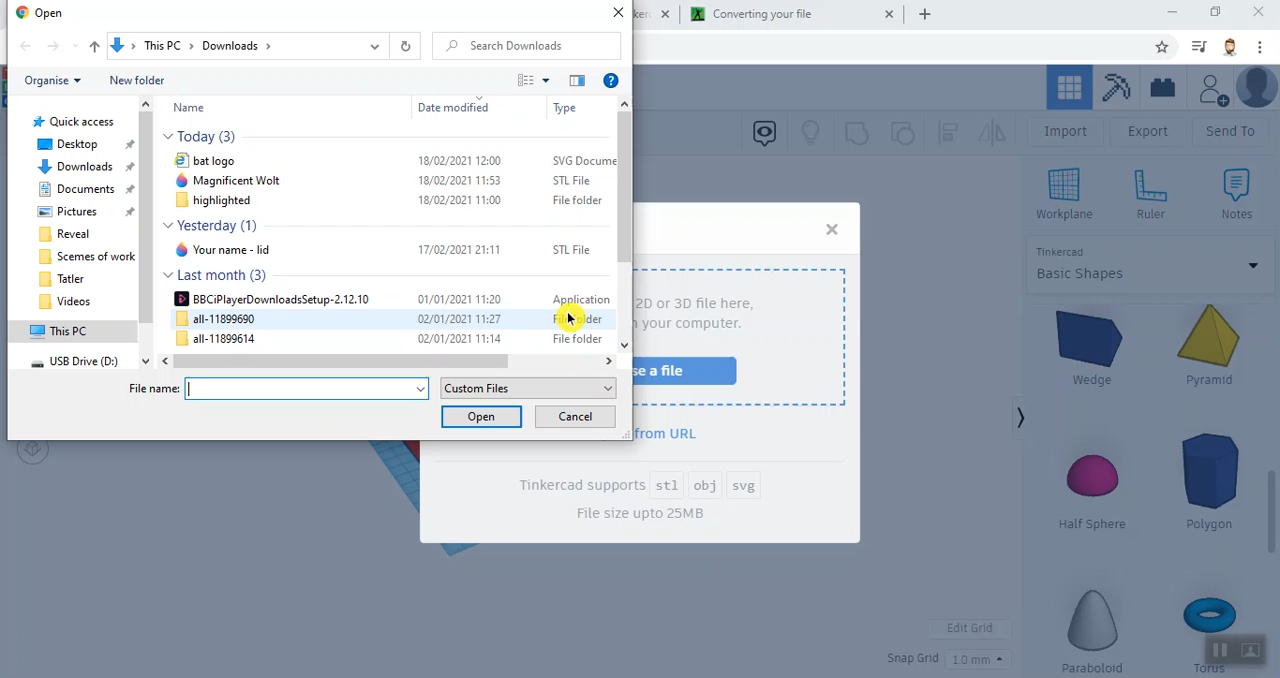 Open
Converting your file
This PC > Downloads >
Search Downloads
Organise
New folder
Import
Export
Send To
Quick access
Desktop
Downloads
Documents
Pictures
Reveal
Scemes of work
Tatler
Videos
This PC
USB Drive (D:)
Name
Date modified
Type
Today (3)
bat logo 18/02/2021 12:00 SVG Docume
Magnificent Wolt 18/02/2021 11:53 STL File
highlighted 18/02/2021 11:00 File folder
Yesterday (1)
Your name - lid 17/02/2021 21:11 STL File
Last month (3)
BBCiPlayerDownloadsSetup-2.12.10 01/01/2021 11:20 Application
all-11899690 02/01/2021 11:27 File folder
all-11899614 02/01/2021 11:14 File folder
File name:
Custom Files
Open
Cancel
2D or 3D file here,
your computer.
se a file
from URL
Tinkercad supports stl obj svg
File size upto 25MB
Workplane
Ruler
Notes
Tinkercad
Basic Shapes
Wedge
Pyramid
Half Sphere
Polygon
Paraboloid
Torus
Edit Grid
Snap Grid 1.0 mm